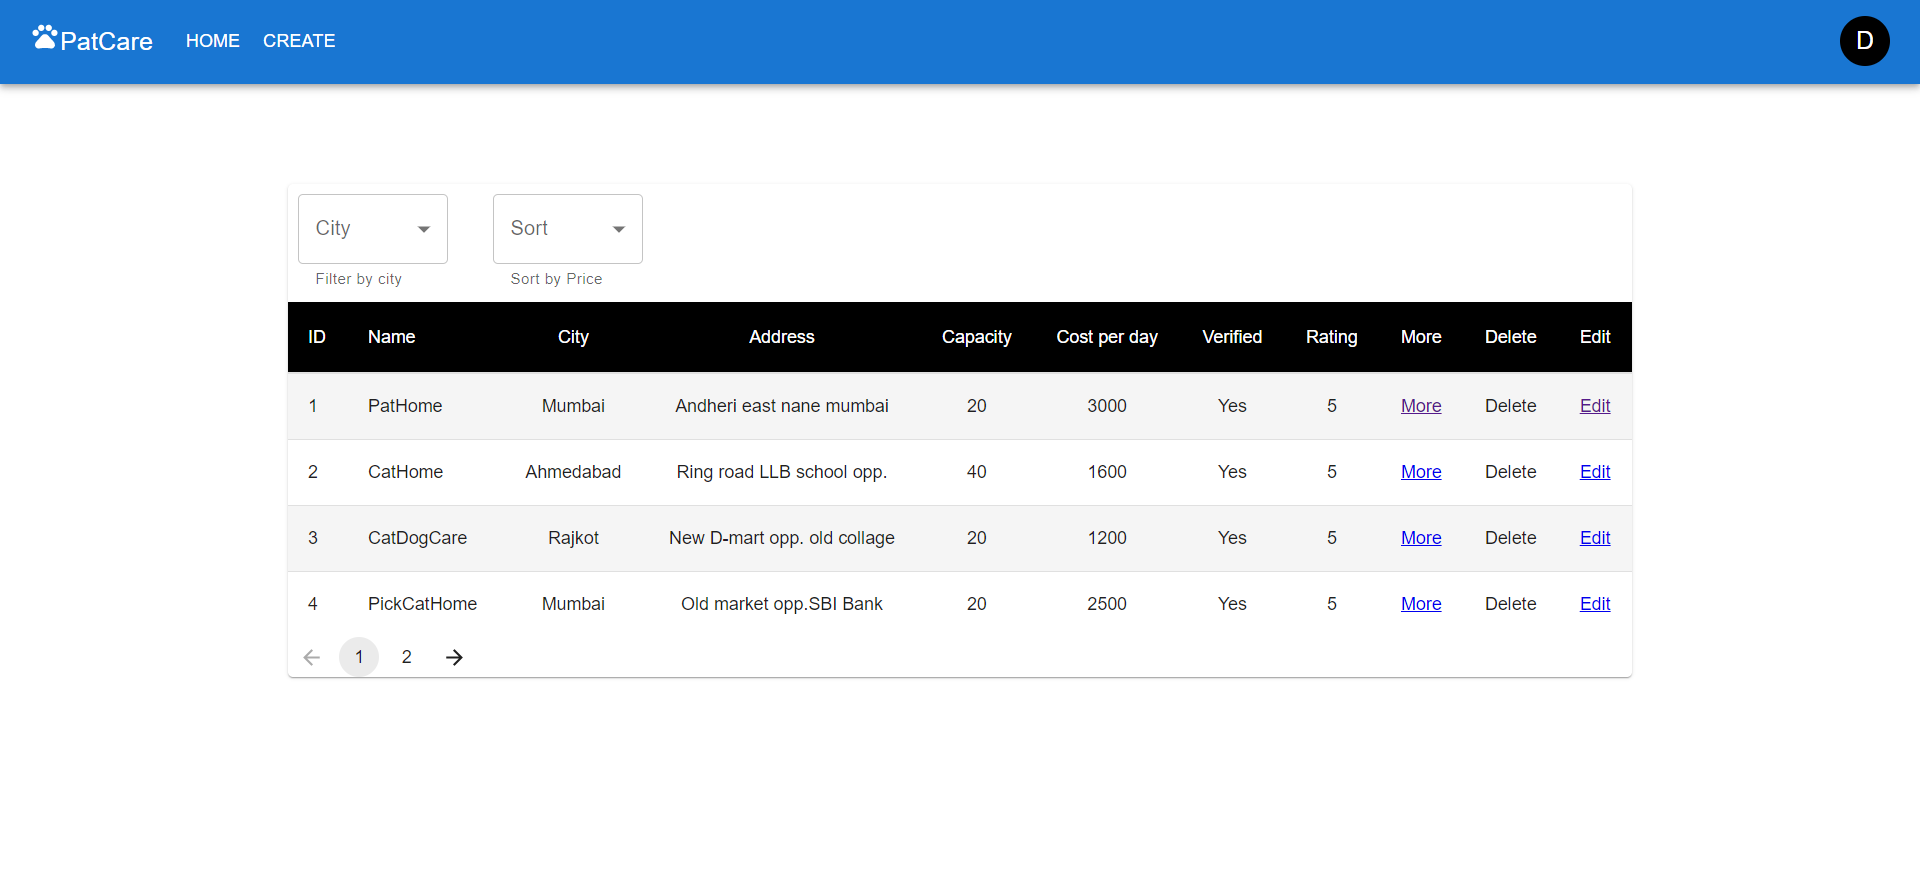 PatCare HOME CREATE D
City Sort
Filter by city Sort by Price
ID Name City Address Capacity Cost per day Verified Rating More Delete Edit
1 PatHome Mumbai Andheri east nane mumbai 20 3000 Yes 5 More Delete Edit
2 CatHome Ahmedabad Ring road LLB school opp. 40 1600 Yes 5 More Delete Edit
3 CatDogCare Rajkot New D-mart opp. old collage 20 1200 Yes 5 More Delete Edit
4 PickCatHome Mumbai Old market opp.SBI Bank 20 2500 Yes 5 More Delete Edit
1 2